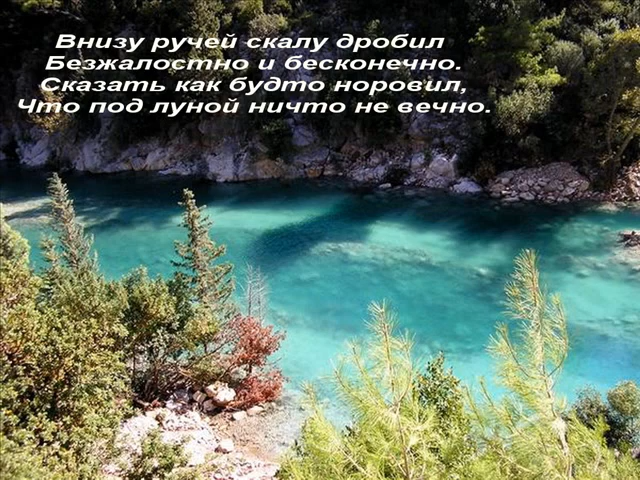 Внизу ручей скалу дробил
Безжалостно и бесконечно.
Сказать как будто норовил,
Что под луной ничто не вечно.